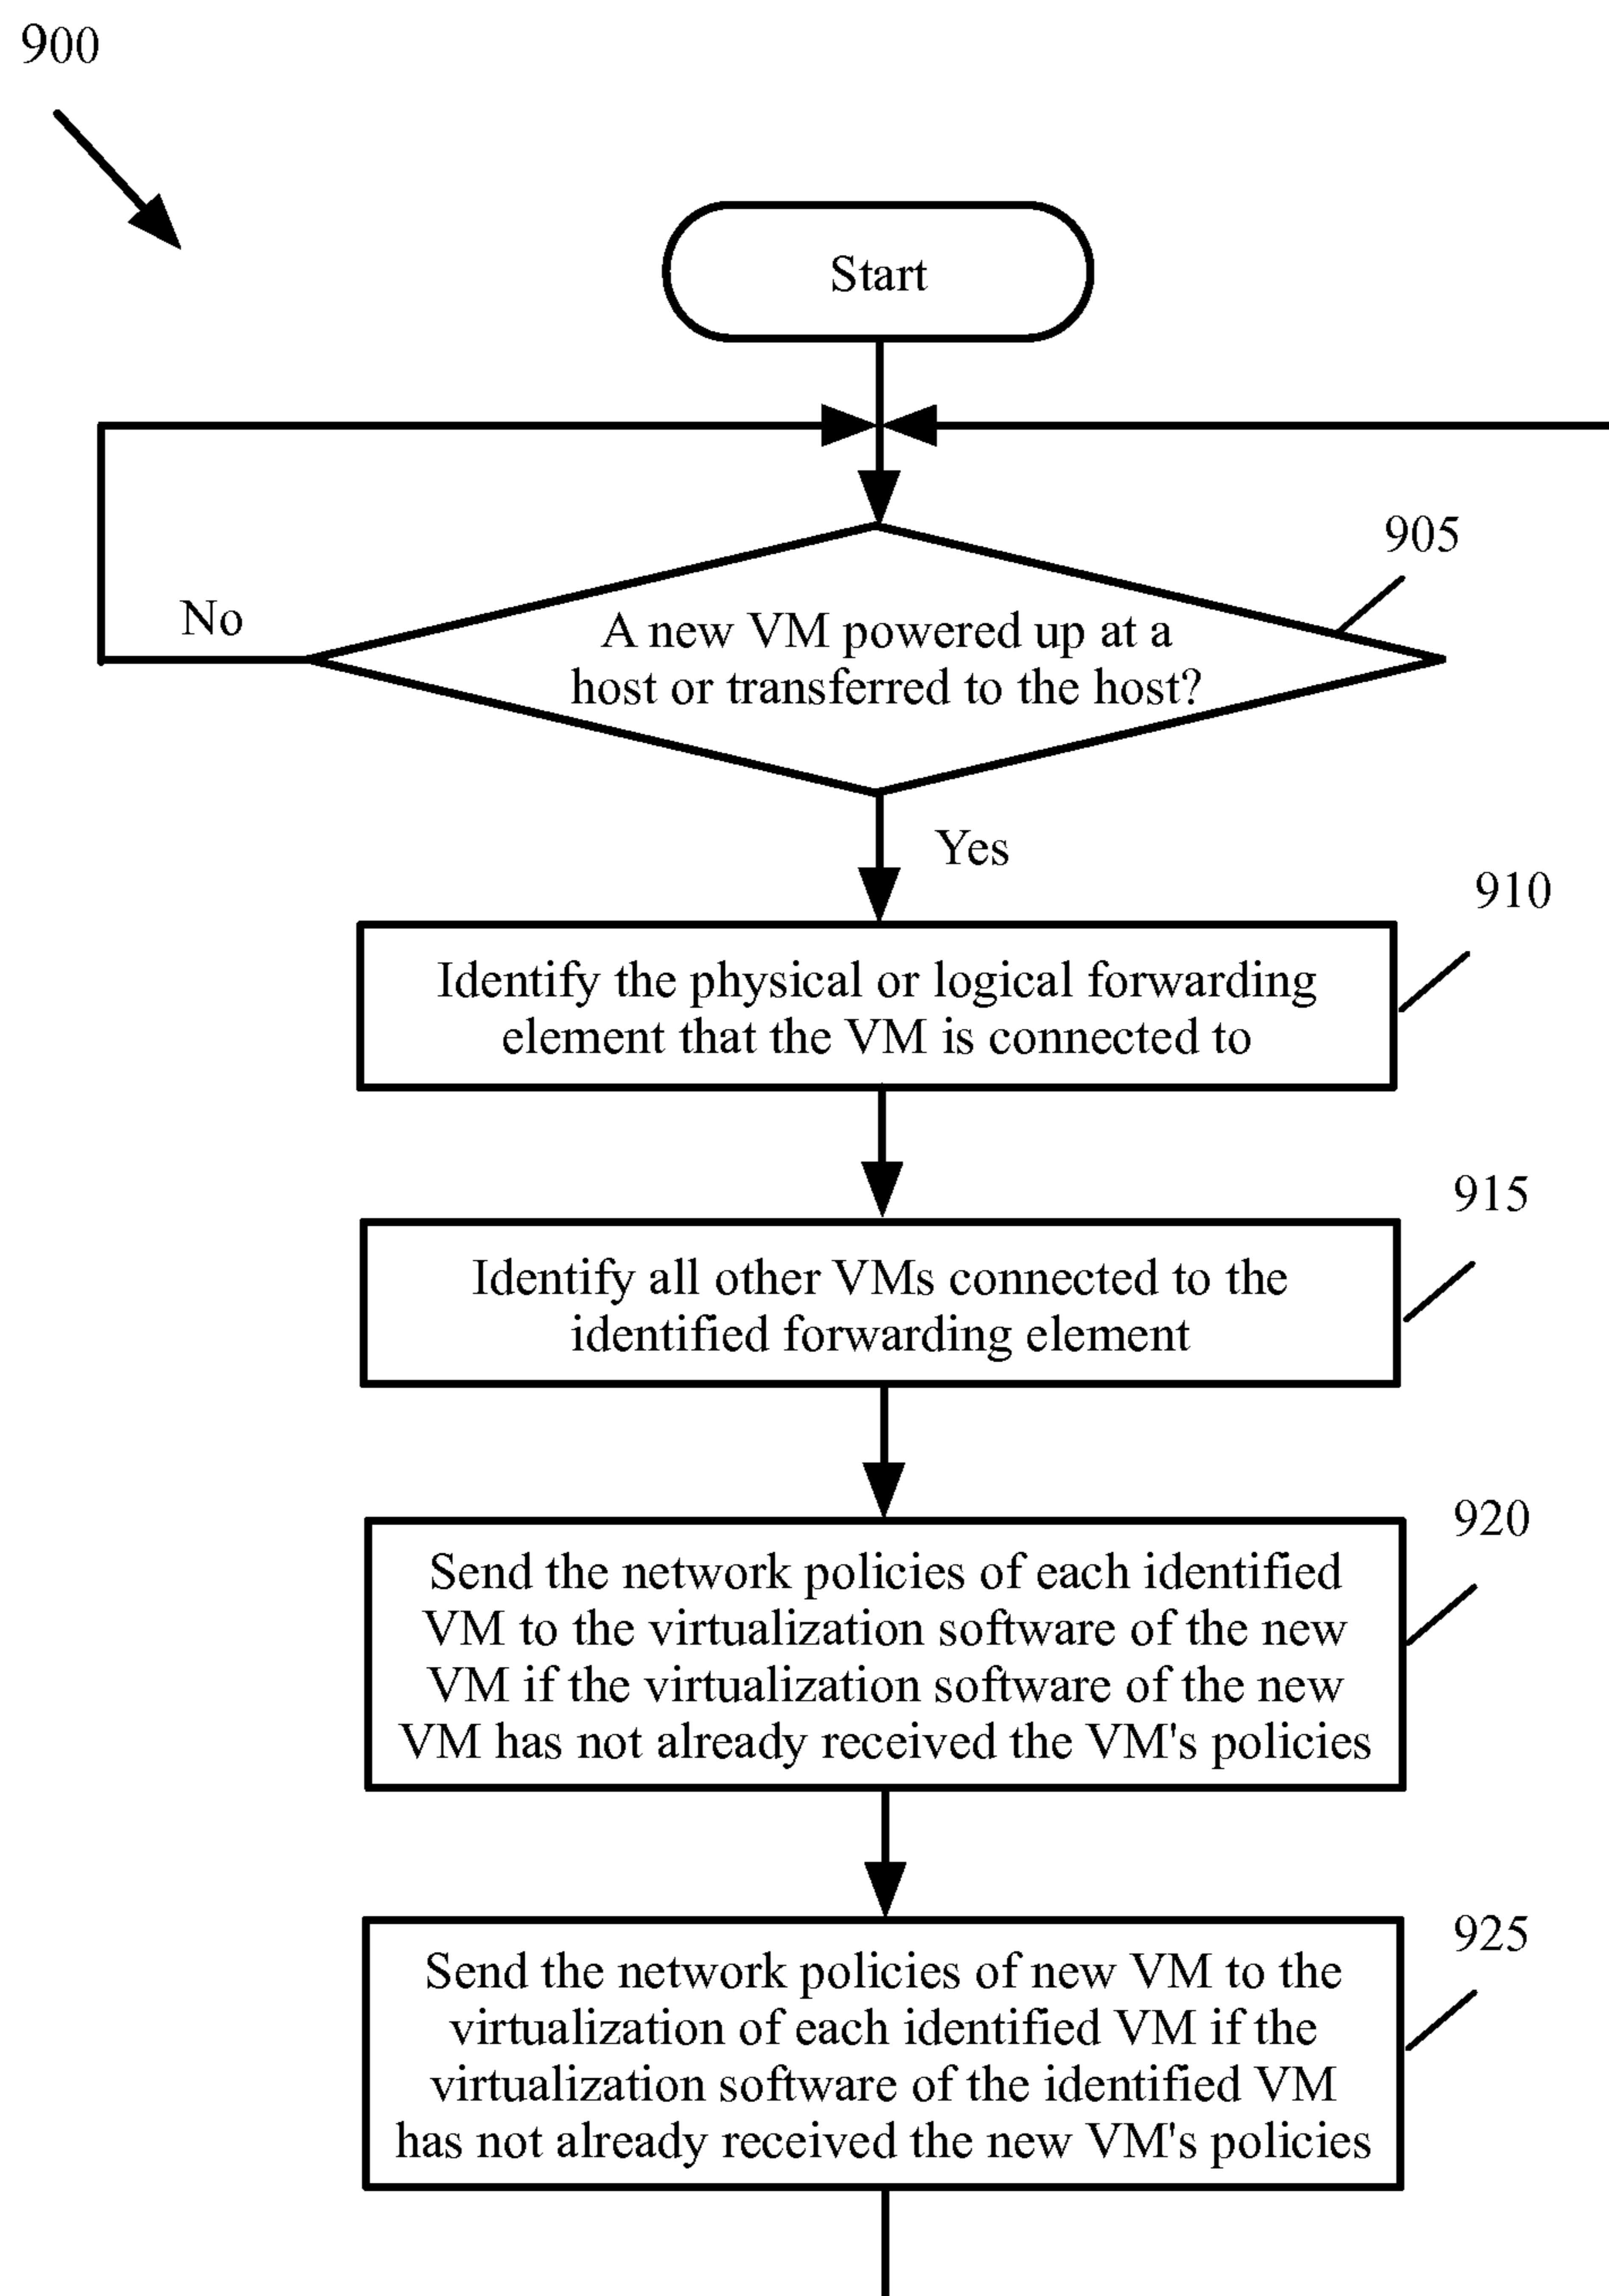 900
Start
905
No
A new VM powered up at a
host or transferred to the host?
Yes
910
Identify the physical or logical forwarding
element that the VM is connected to
915
Identify all other VMs connected to the
identified forwarding element
920
Send the network policies of each identified
VM to the virtualization software of the new
VM if the virtualization software of the new
VM has not already received the VM's policies
925
Send the network policies of new VM to the
virtualization of each identified VM if the
virtualization software of the identified VM
has not already received the new VM's policies